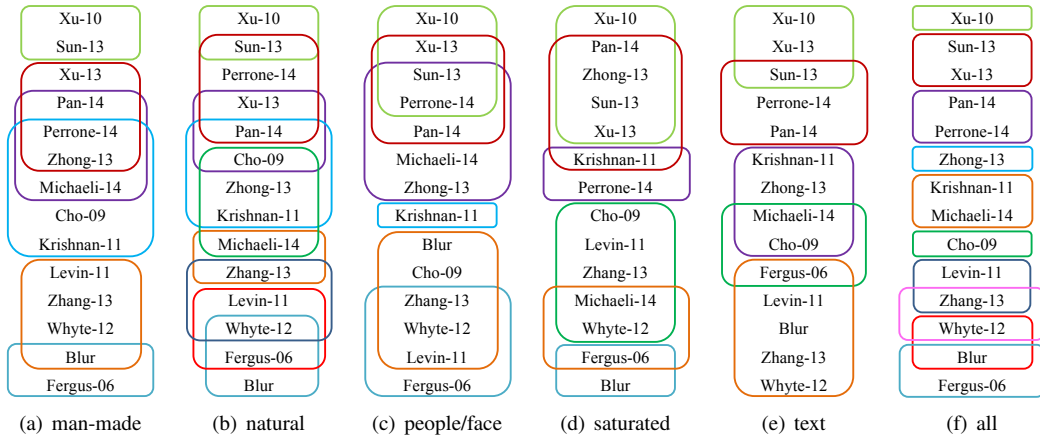 Xu-10
Sun-13
Xu-13
Pan-14
Perrone-14
Zhong-13
Michaeli-14
Cho-09
Krishnan-11
Levin-11
Zhang-13
Whyte-12
Blur
Fergus-06
(a) man-made
Xu-10
Sun-13
Perrone-14
Xu-13
Pan-14
Cho-09
Zhong-13
Krishnan-11
Michaeli-14
Zhang-13
Levin-11
Whyte-12
Fergus-06
Blur
(b) natural
Xu-10
Xu-13
Sun-13
Perrone-14
Pan-14
Michaeli-14
Zhong-13
Krishnan-11
Blur
Cho-09
Zhang-13
Whyte-12
Levin-11
Fergus-06
(c) people/face
Xu-10
Pan-14
Zhong-13
Sun-13
Xu-13
Krishnan-11
Perrone-14
Cho-09
Levin-11
Zhang-13
Michaeli-14
Whyte-12
Fergus-06
Blur
(d) saturated
Xu-10
Xu-13
Sun-13
Perrone-14
Pan-14
Krishnan-11
Zhong-13
Michaeli-14
Cho-09
Fergus-06
Levin-11
Blur
Zhang-13
Whyte-12
(e) text
Xu-10
Sun-13
Xu-13
Pan-14
Perrone-14
Zhong-13
Krishnan-11
Michaeli-14
Cho-09
Levin-11
Zhang-13
Whyte-12
Blur
Fergus-06
(f) all